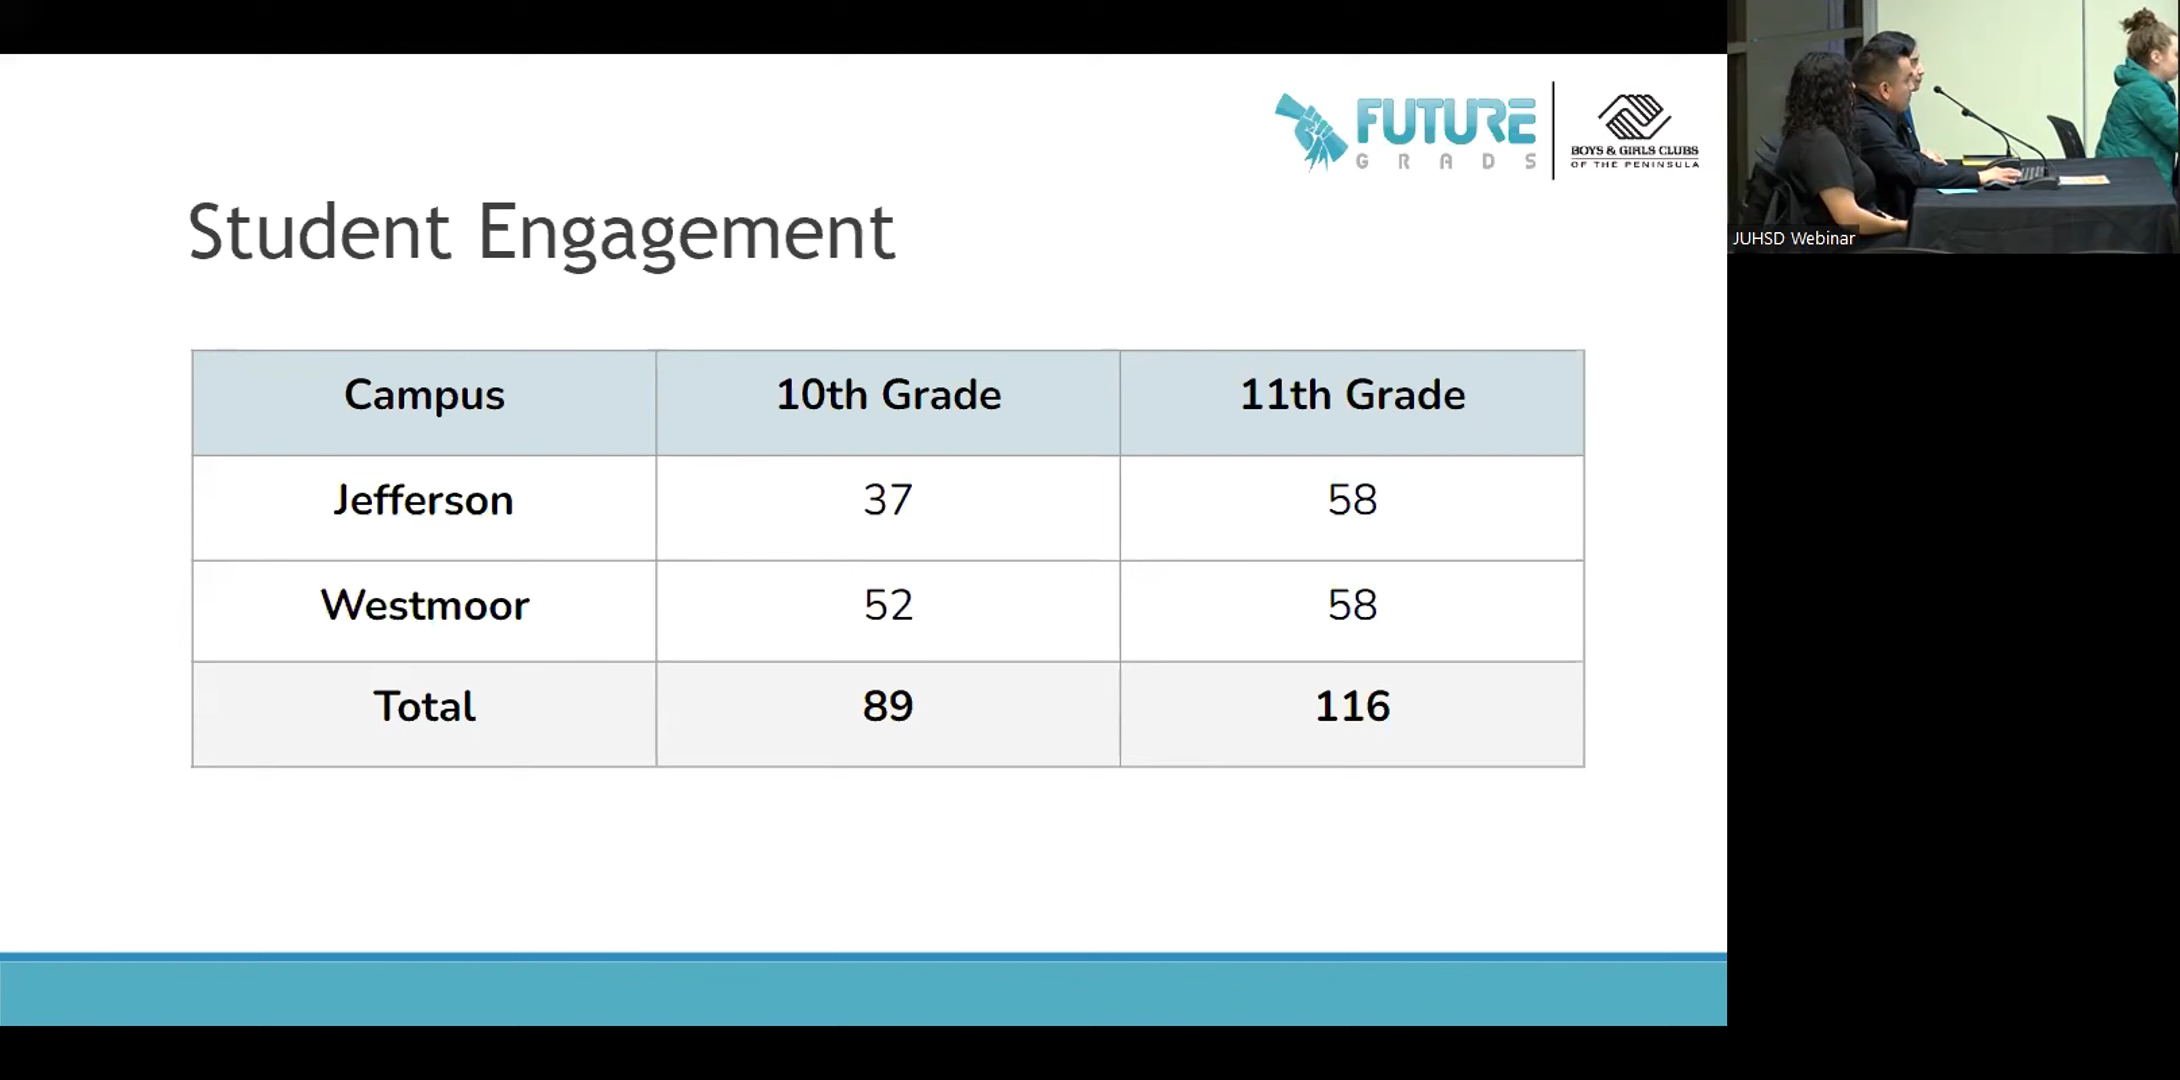 FUTURE
GRADS
BOYS & GIRLS CLUBS
OF THE PENINSULA
Student Engagement
Campus 10th Grade 11th Grade
Jefferson 37 58
Westmoor 52 58
Total 89 116
JUHSD Webinar